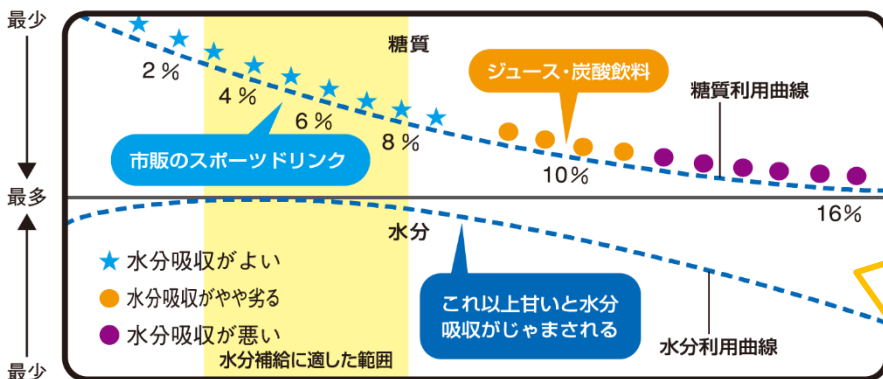 最少
糖質
2％
4％
6％
8％
10％
16％
ジュース・炭酸飲料
糖質利用曲線
市販のスポーツドリンク
最多
水分
★ 水分吸収がよい
● 水分吸収がやや劣る
● 水分吸収が悪い
これ以上甘いと水分
吸収がじゃまされる
水分利用曲線
水分補給に適した範囲
最少